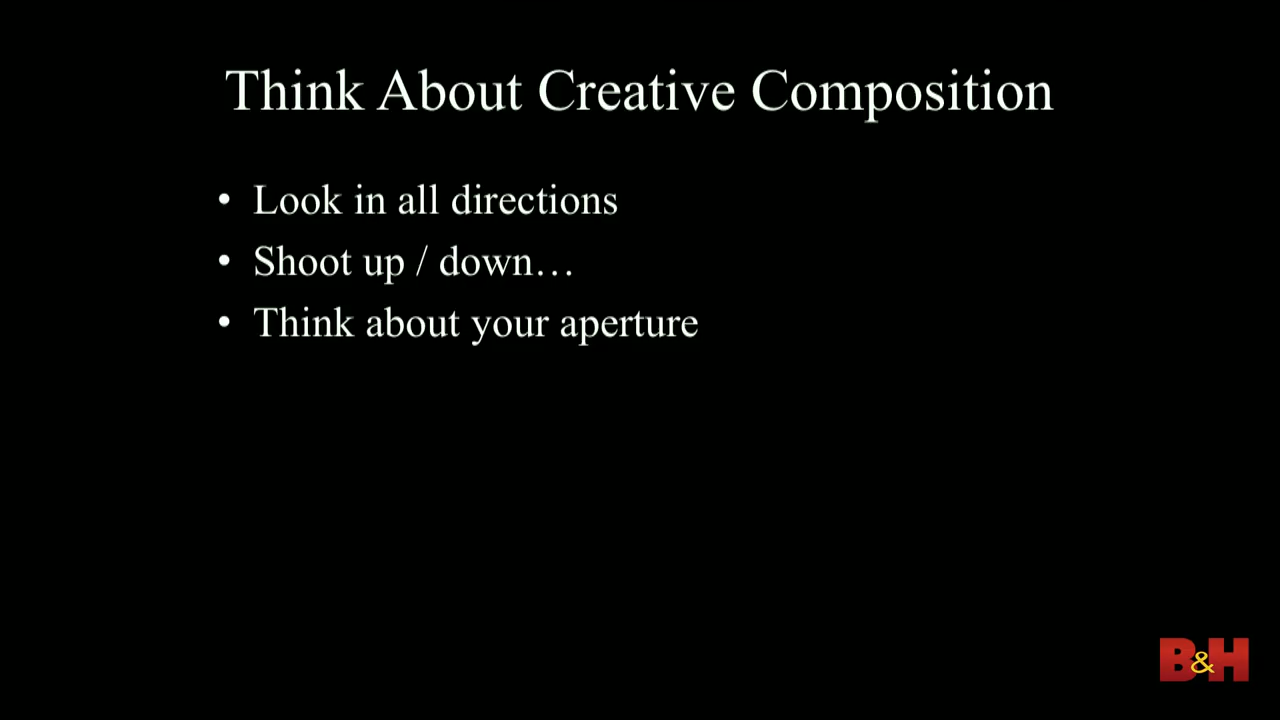 Think About Creative Composition
• Look in all directions
• Shoot up / down…
• Think about your aperture
B&H